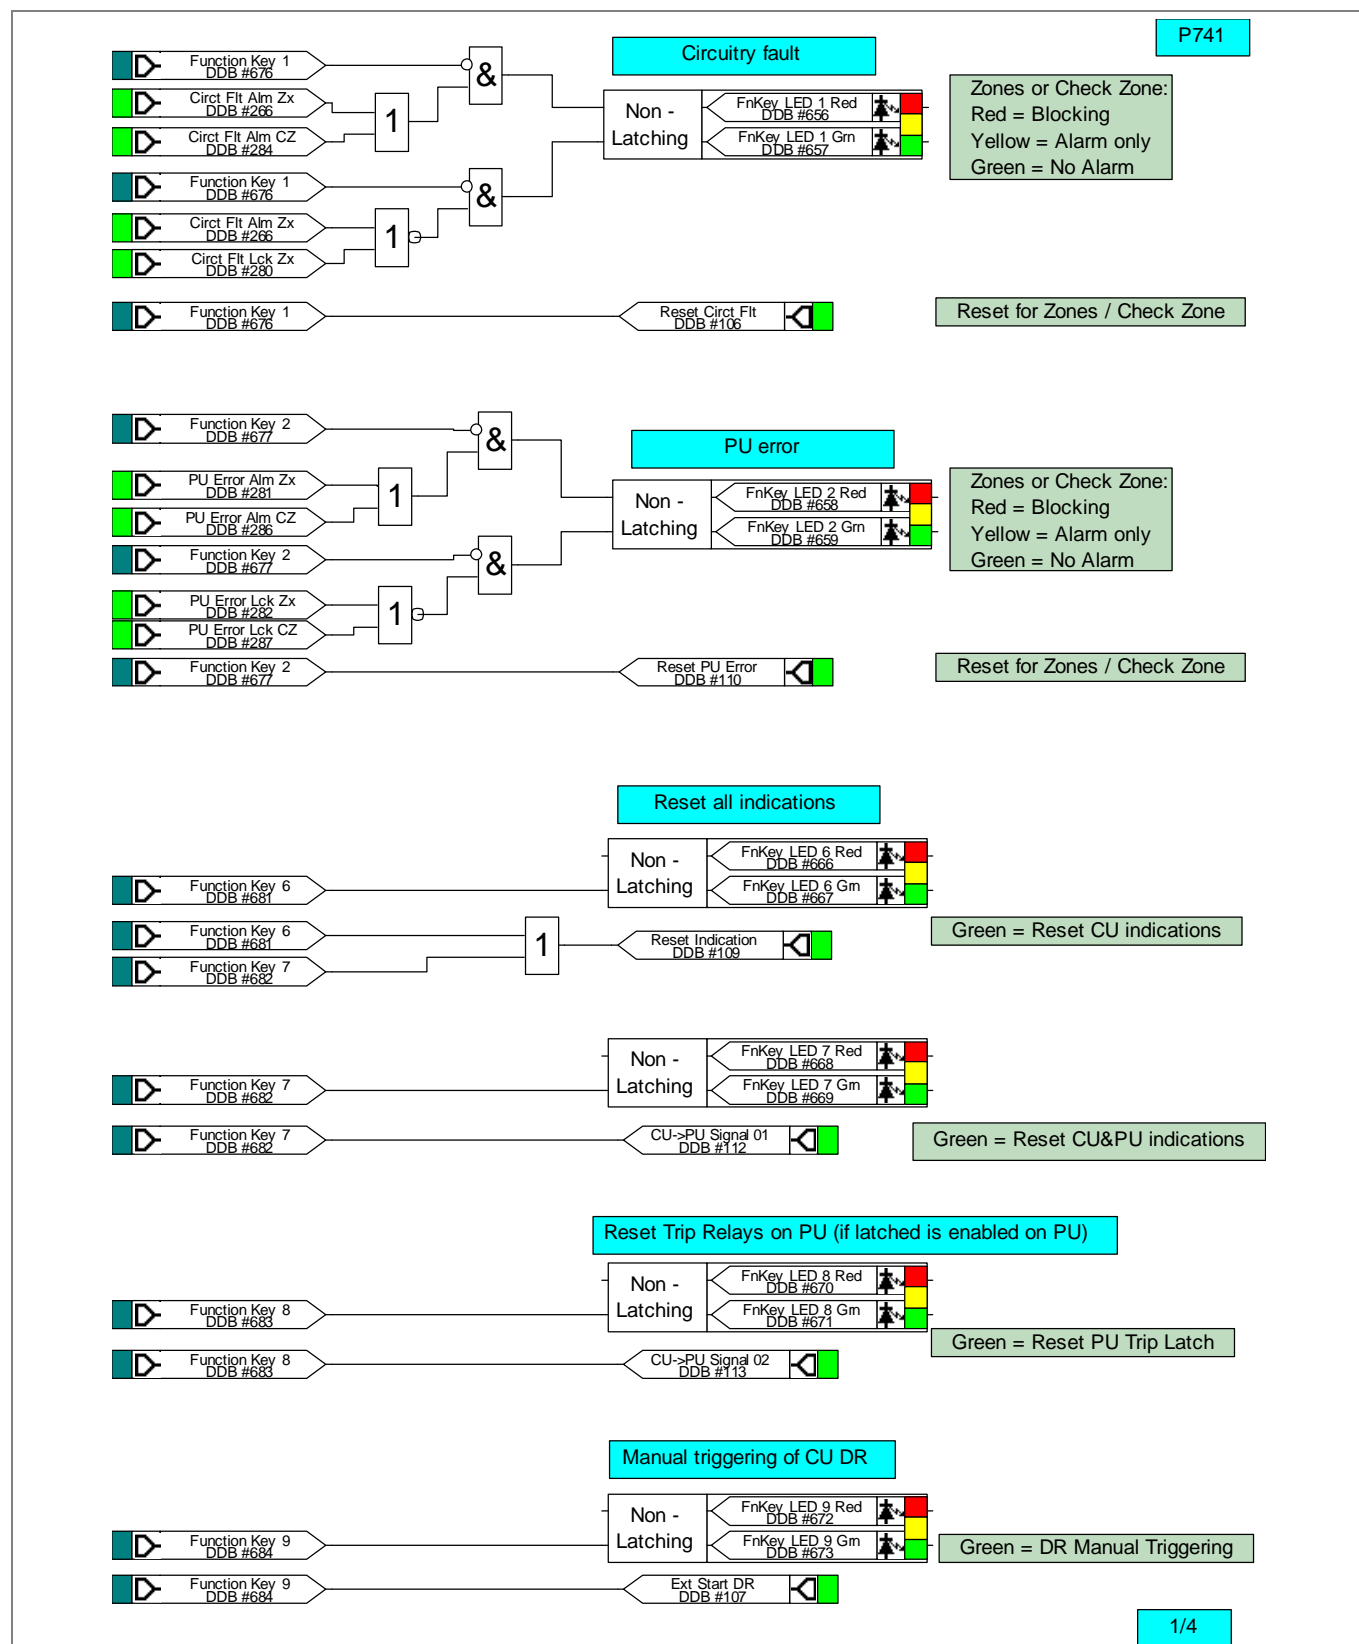 P741
Circuitry fault
Function Key 1
DDB #676
Circt Flt Alm Zx
DDB #266
Circt Flt Alm CZ
DDB #284
&
1
Non -
Latching
FnKey LED 1 Red
DDB #656
FnKey LED 1 Grn
DDB #657
Zones or Check Zone:
Red = Blocking
Yellow = Alarm only
Green = No Alarm
Function Key 1
DDB #676
Circt Flt Alm Zx
DDB #266
Circt Flt Lck Zx
DDB #280
&
1
Function Key 1
DDB #676
Reset Circt Flt
DDB #106
Reset for Zones / Check Zone
PU error
Function Key 2
DDB #677
PU Error Alm Zx
DDB #281
PU Error Alm CZ
DDB #286
&
1
Non -
Latching
FnKey LED 2 Red
DDB #658
FnKey LED 2 Grn
DDB #659
Zones or Check Zone:
Red = Blocking
Yellow = Alarm only
Green = No Alarm
Function Key 2
DDB #677
PU Error Lck Zx
DDB #282
PU Error Lck CZ
DDB #287
&
1
Function Key 2
DDB #677
Reset PU Error
DDB #110
Reset for Zones / Check Zone
Reset all indications
Non -
Latching
FnKey LED 6 Red
DDB #666
FnKey LED 6 Grn
DDB #667
Function Key 6
DDB #681
Function Key 6
DDB #681
Function Key 7
DDB #682
1
Reset Indication
DDB #109
Green = Reset CU indications
Non -
Latching
FnKey LED 7 Red
DDB #668
FnKey LED 7 Grn
DDB #669
Function Key 7
DDB #682
Function Key 7
DDB #682
CU->PU Signal 01
DDB #112
Green = Reset CU&PU indications
Reset Trip Relays on PU (if latched is enabled on PU)
Non -
Latching
FnKey LED 8 Red
DDB #670
FnKey LED 8 Grn
DDB #671
Function Key 8
DDB #683
Green = Reset PU Trip Latch
Function Key 8
DDB #683
CU->PU Signal 02
DDB #113
Manual triggering of CU DR
Non -
Latching
FnKey LED 9 Red
DDB #672
FnKey LED 9 Grn
DDB #673
Function Key 9
DDB #684
Green = DR Manual Triggering
Function Key 9
DDB #684
Ext Start DR
DDB #107
1/4